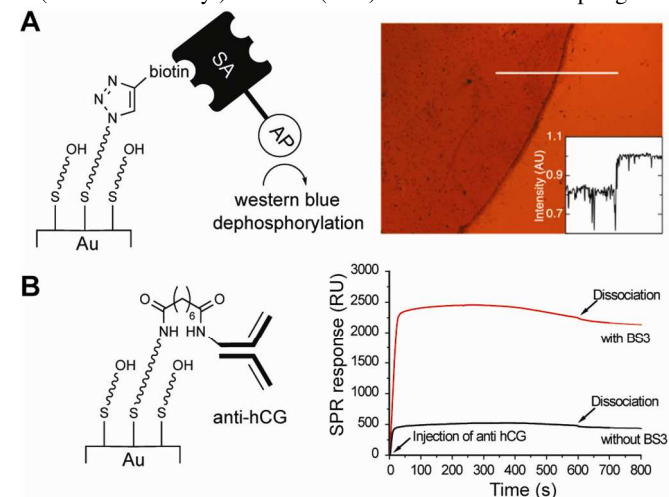 A
biotin
SA
AP
N
N
N
OH
OH
S
S
S
Au
western blue
dephosphorylation
1.1
0.9
0.7
Intensity (AU)
B
O
O
6
NH
HN
OH
OH
S
S
S
Au
anti-hCG
SPR response (RU)
3000
2500
2000
1500
1000
500
0
Dissociation
with BS3
Dissociation
Injection of anti hCG
without BS3
0 100 200 300 400 500 600 700 800
Time (s)